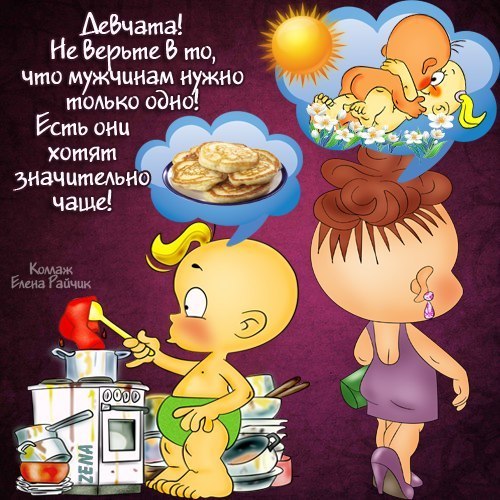 Девчата!
Не верьте в то,
что мужчинам нужно
только одно!
Есть они
хотят
значительно
чаще!
Коллаж
Елена Райчик
ZENA